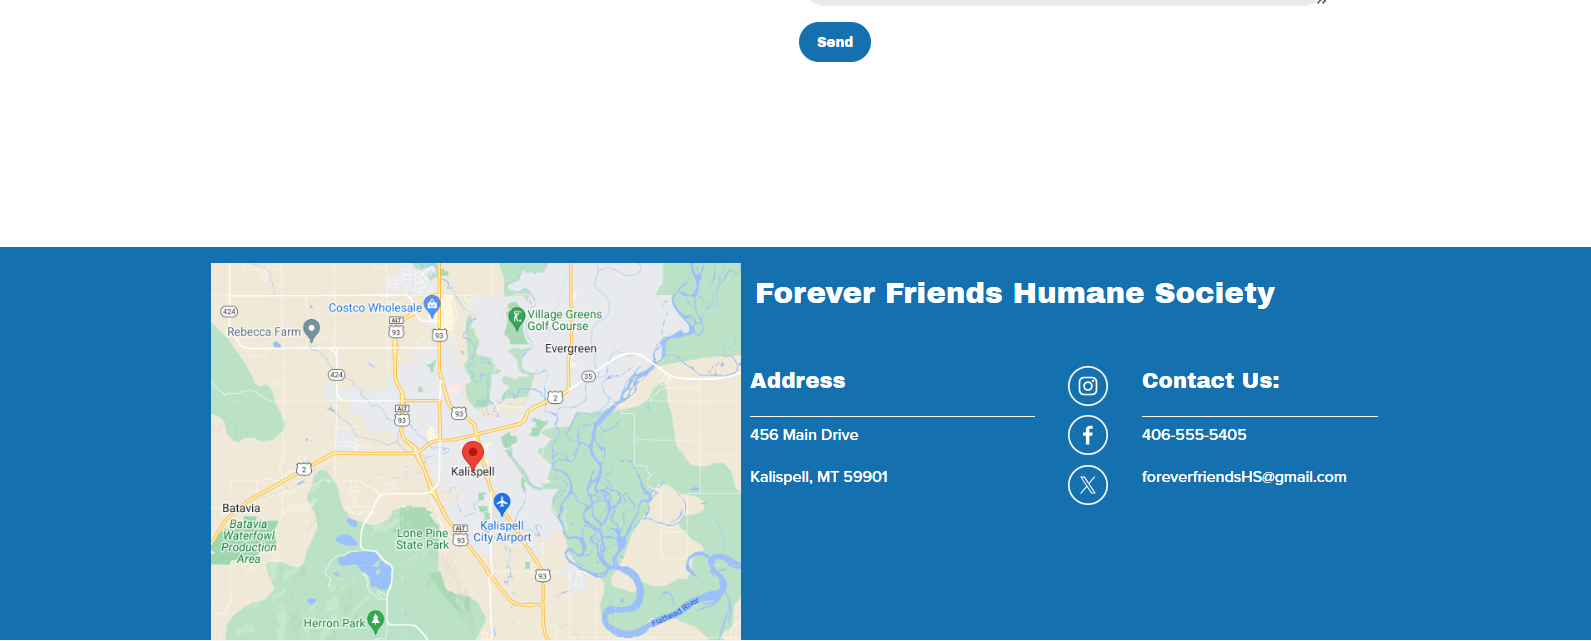 Send
Forever Friends Humane Society
Address
456 Main Drive
Kalispell, MT 59901
Contact Us:
406-555-5405
foreverfriendsHS@gmail.com
424
Costco Wholesale
Rebecca Farm
ALT
93
93
Village Greens
Golf Course
Evergreen
424
35
2
ALT
93
93
2
Kalispell
Batavia
Batavia
Waterfowl
Production
Area
Kalispell
City Airport
Lone Pine
State Park
ALT
93
93
Herron Park
Flathead River